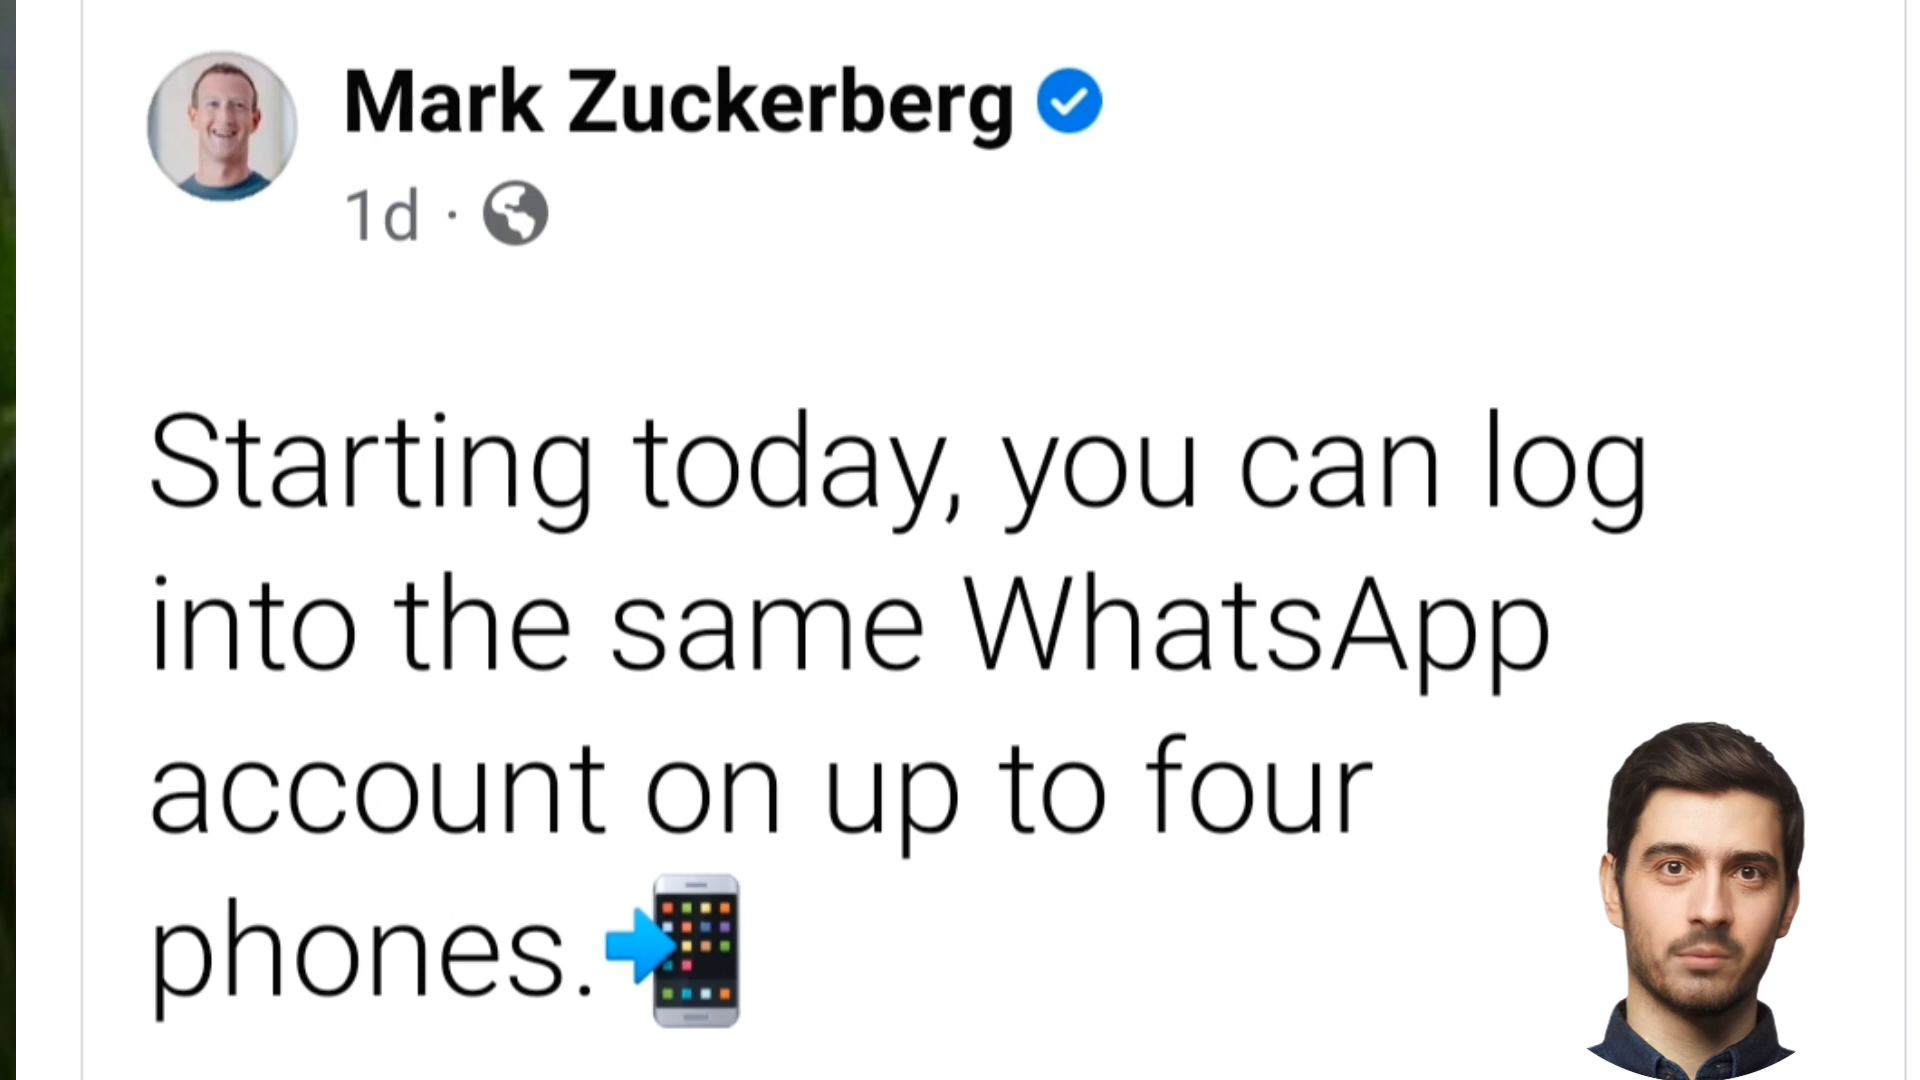 Mark Zuckerberg
1d ·
Starting today, you can log
into the same WhatsApp
account on up to four
phones.📲